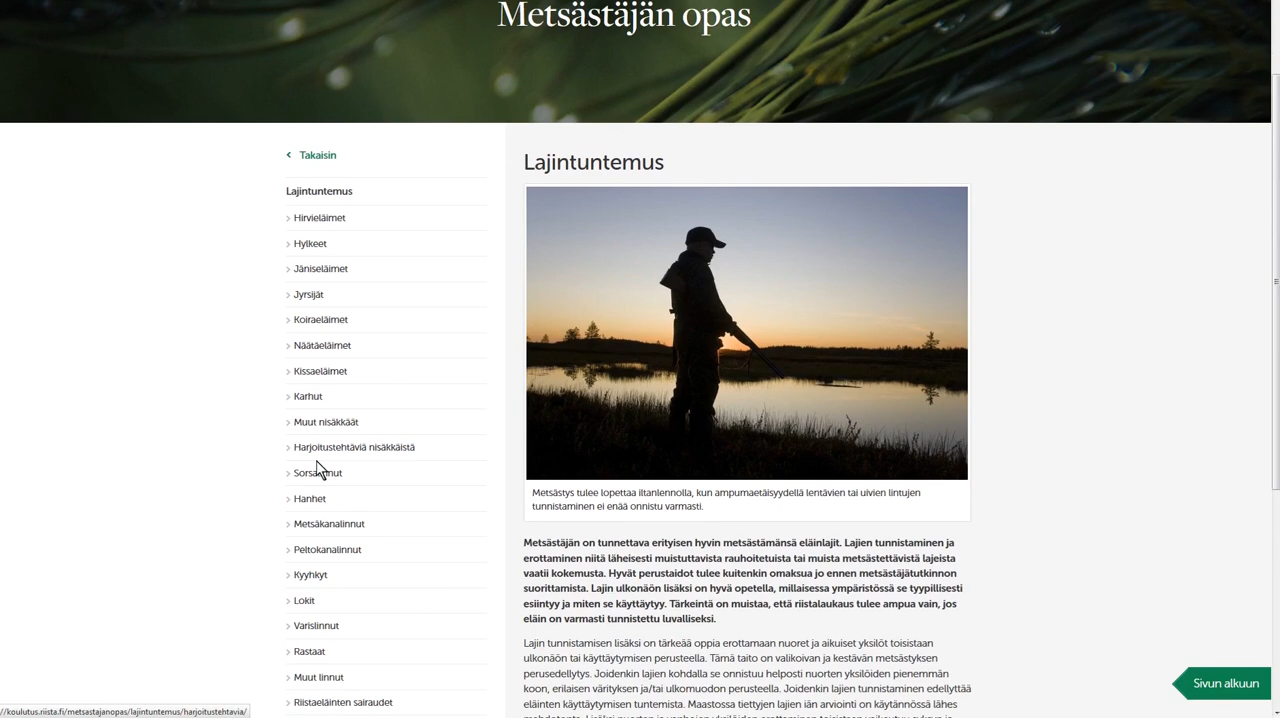 Metsästäjän opas
Takaisin
Lajintuntemus
Hirvieläimet
Hylkeet
Jäniseläimet
Jyrsijät
Koiraeläimet
Näätäeläimet
Kissaeläimet
Karhut
Muut nisäkkäät
Harjoitustehtäviä nisäkkäistä
Hanhet
Metsäkanalinnut
Peltokanalinnut
Kyyhkyt
Lokit
Varislinnut
Rastaat
Muut linnut
Riistaeläinten sairaudet
Lajintuntemus
Metsästys tulee lopettaa iltanlennolla, kun ampumaetäisyydellä lentävien tai uivien lintujen
tunnistaminen ei enää onnistu varmasti.
Metsästäjän on tunnettava erityisen hyvin metsästämänsä eläinlajit. Lajien tunnistaminen ja
erottaminen niitä läheisesti muistuttavista rauhoitetuista tai muista metsästettävistä lajeista
vaatii kokemusta. Hyvät perustaidot tulee kuitenkin omaksua jo ennen metsästäjätutkinnon
suorittamista. Lajin ulkonäön lisäksi on hyvä opetella, millaisessa ympäristössä se tyypillisesti
esiintyy ja miten se käyttäytyy. Tärkeintä on muistaa, että riistalaukaus tulee ampua vain, jos
eläin on varmasti tunnistettu luvalliseksi.
Lajin tunnistamisen lisäksi on tärkeää oppia erottamaan nuoret ja aikuiset yksilöt toisistaan
ulkonäön tai käyttäytymisen perusteella. Tämä taito on valikoivan ja kestävän metsästyksen
perusedellytys. Joidenkin lajien kohdalla se onnistuu helposti nuorten yksilöiden pienemmän
koon, erilaisen värityksen ja/tai ulkomuodon perusteella. Joidenkin lajien tunnistaminen edellyttää
eläinten käyttäytymisen tuntemista. Maastossa tiettyjen lajien iän arviointi on käytännössä lähes
Sivun alkuun
//koulutus.riista.fi/metsastajanopas/lajintuntemus/harjoitustehtavia/